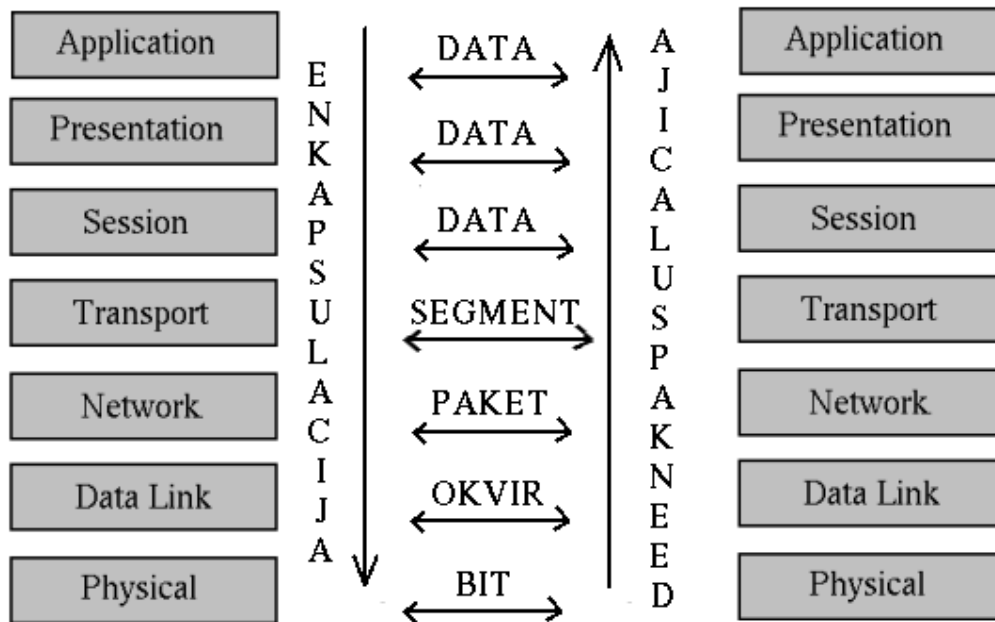 Application
Presentation
Session
Transport
Network
Data Link
Physical
ENKAPSULACIJA
DATA
DATA
DATA
SEGMENT
PAKET
OKVIR
BIT
DEENKAPSULACIJA
Application
Presentation
Session
Transport
Network
Data Link
Physical